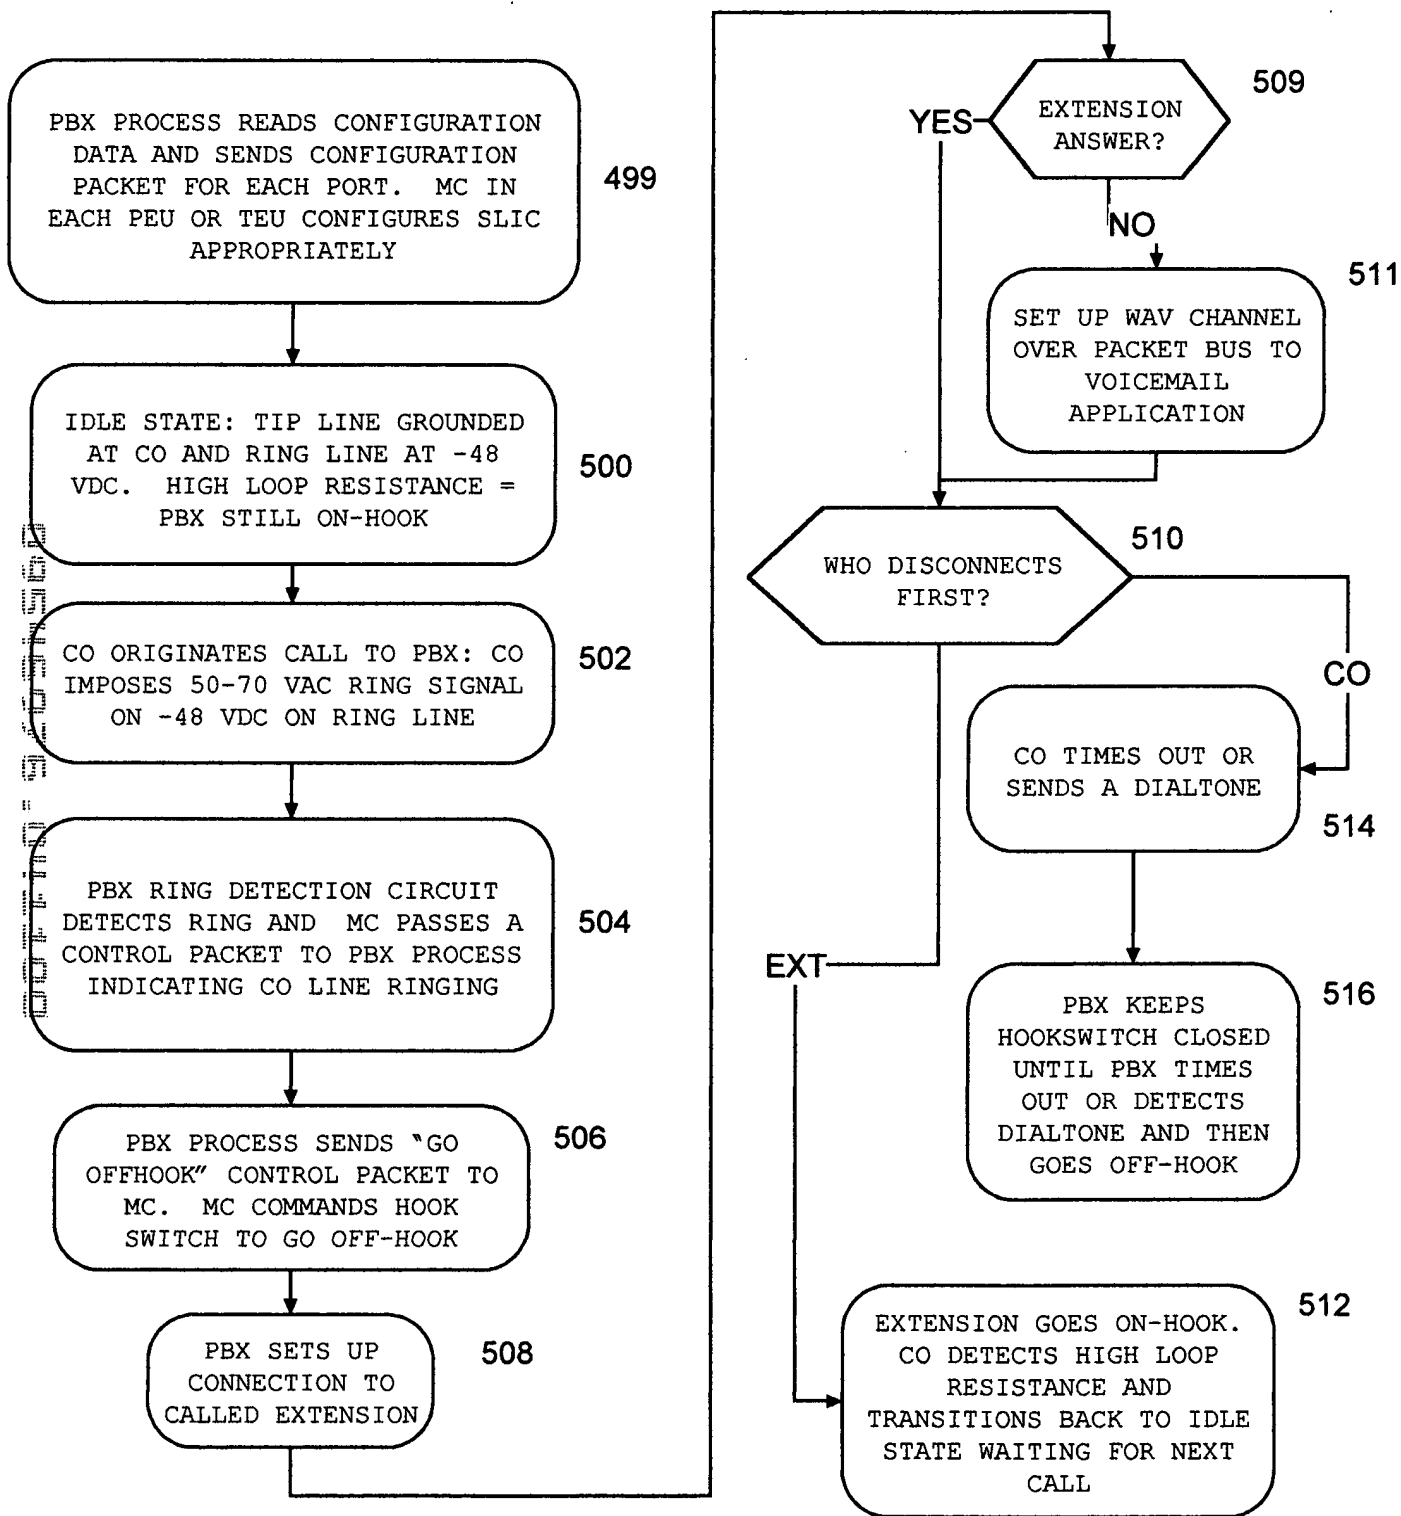 PBX PROCESS READS CONFIGURATION
DATA AND SENDS CONFIGURATION
PACKET FOR EACH PORT. MC IN
EACH PEU OR TEU CONFIGURES SLIC
APPROPRIATELY
499
IDLE STATE: TIP LINE GROUNDED
AT CO AND RING LINE AT -48
VDC. HIGH LOOP RESISTANCE =
PBX STILL ON-HOOK
500
CO ORIGINATES CALL TO PBX: CO
IMPOSES 50-70 VAC RING SIGNAL
ON -48 VDC ON RING LINE
502
PBX RING DETECTION CIRCUIT
DETECTS RING AND MC PASSES A
CONTROL PACKET TO PBX PROCESS
INDICATING CO LINE RINGING
504
PBX PROCESS SENDS "GO
OFFHOOK" CONTROL PACKET TO
MC. MC COMMANDS HOOK
SWITCH TO GO OFF-HOOK
506
PBX SETS UP
CONNECTION TO
CALLED EXTENSION
508
EXTENSION
ANSWER?
509
YES
NO
SET UP WAV CHANNEL
OVER PACKET BUS TO
VOICEMAIL
APPLICATION
511
WHO DISCONNECTS
FIRST?
510
CO
CO TIMES OUT OR
SENDS A DIALTONE
514
EXT
PBX KEEPS
HOOKSWITCH CLOSED
UNTIL PBX TIMES
OUT OR DETECTS
DIALTONE AND THEN
GOES OFF-HOOK
516
EXTENSION GOES ON-HOOK.
CO DETECTS HIGH LOOP
RESISTANCE AND
TRANSITIONS BACK TO IDLE
STATE WAITING FOR NEXT
CALL
512